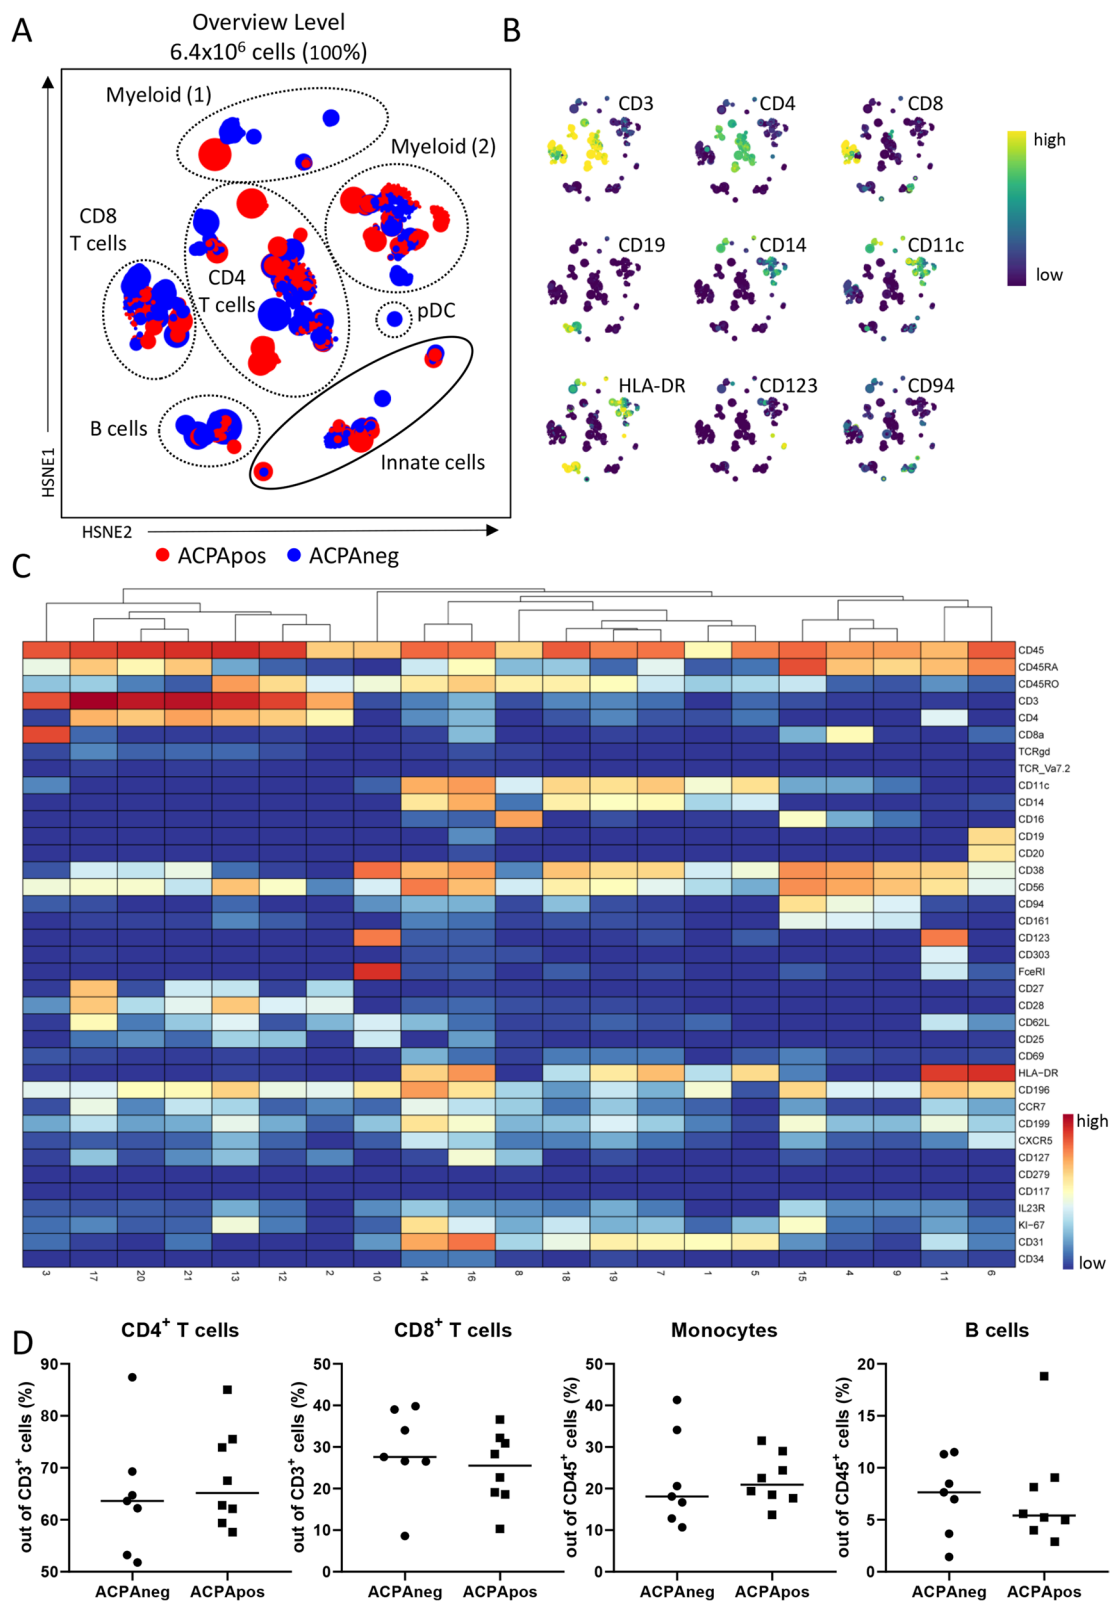 A
Overview Level
6.4x10⁶ cells (100%)
Myeloid (1)
Myeloid (2)
CD8
T cells
CD4
T cells
pDC
B cells
Innate cells
HSNE1
HSNE2
ACPApos
ACPAneg
B
CD3
CD4
CD8
CD19
CD14
CD11c
HLA-DR
CD123
CD94
high
low
C
CD45
CD45RA
CD45RO
CD3
CD4
CD8a
TCRgd
TCR_Va7.2
CD11c
CD14
CD16
CD19
CD20
CD38
CD56
CD94
CD161
CD123
CD303
FceRI
CD27
CD28
CD62L
CD25
CD69
HLA−DR
CD196
CCR7
CD199
CXCR5
CD127
CD279
CD117
IL23R
KI−67
CD31
CD34
3 17 20 21 13 12 2 10 14 16 8 18 19 7 1 5 15 4 9 11 6
high
low
D
CD4⁺ T cells
out of CD3⁺ cells (%)
90
80
70
60
50
ACPAneg ACPApos
CD8⁺ T cells
out of CD3⁺ cells (%)
50
40
30
20
10
0
ACPAneg ACPApos
Monocytes
out of CD45⁺ cells (%)
50
40
30
20
10
0
ACPAneg ACPApos
B cells
out of CD45⁺ cells (%)
20
15
10
5
0
ACPAneg ACPApos